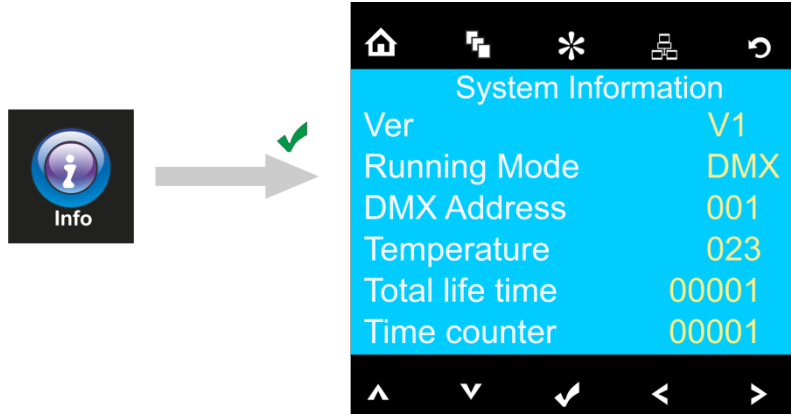 Info
System Information
Ver V1
Running Mode DMX
DMX Address 001
Temperature 023
Total life time 00001
Time counter 00001